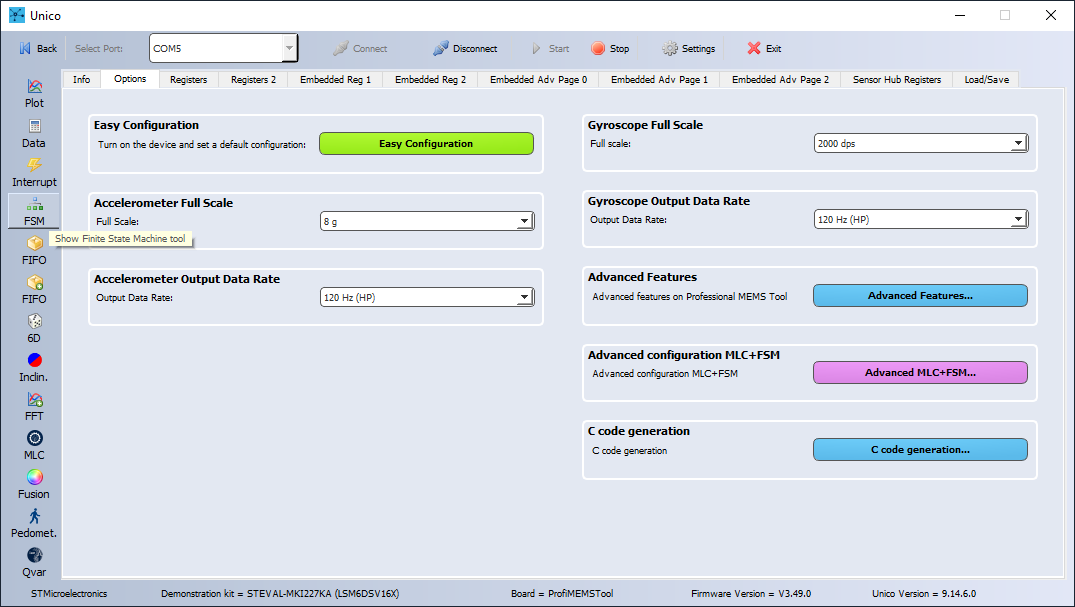 Unico
Back
Select Port:
COM5
Connect
Disconnect
Start
Stop
Settings
Exit
Info
Options
Registers
Registers 2
Embedded Reg 1
Embedded Reg 2
Embedded Adv Page 0
Embedded Adv Page 1
Embedded Adv Page 2
Sensor Hub Registers
Load/Save
Plot
Data
Interrupt
FSM
Show Finite State Machine tool
FIFO
FIFO
6D
Inclin.
FFT
MLC
Fusion
Pedomet.
Qvar
Easy Configuration
Turn on the device and set a default configuration:
Easy Configuration
Accelerometer Full Scale
Full Scale:
8 g
Accelerometer Output Data Rate
Output Data Rate:
120 Hz (HP)
Gyroscope Full Scale
Full scale:
2000 dps
Gyroscope Output Data Rate
Output Data Rate:
120 Hz (HP)
Advanced Features
Advanced features on Professional MEMS Tool
Advanced Features...
Advanced configuration MLC+FSM
Advanced configuration MLC+FSM
Advanced MLC+FSM...
C code generation
C code generation
C code generation...
STMicroelectronics
Demonstration kit = STEVAL-MKI227KA (LSM6DSV16X)
Board = ProfiMEMSTool
Firmware Version = V3.49.0
Unico Version = 9.14.6.0